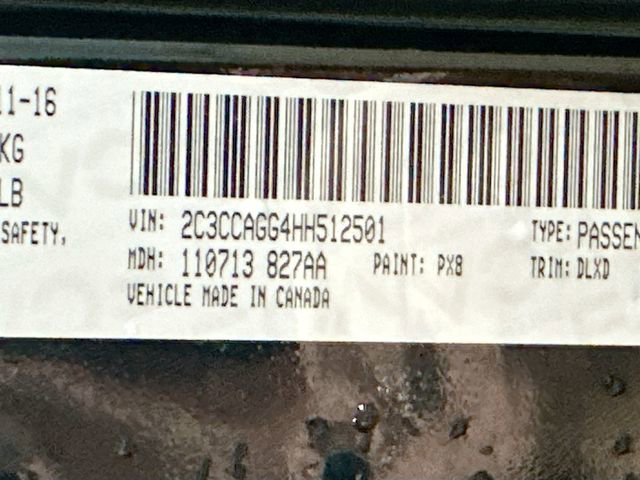 11-16
KG
LB
SAFETY,
VIN: 2C3CCAGG4HH512501
TYPE: PASSEN
MDH: 110713 827AA
PAINT: PX8
TRIM: DLXD
VEHICLE MADE IN CANADA